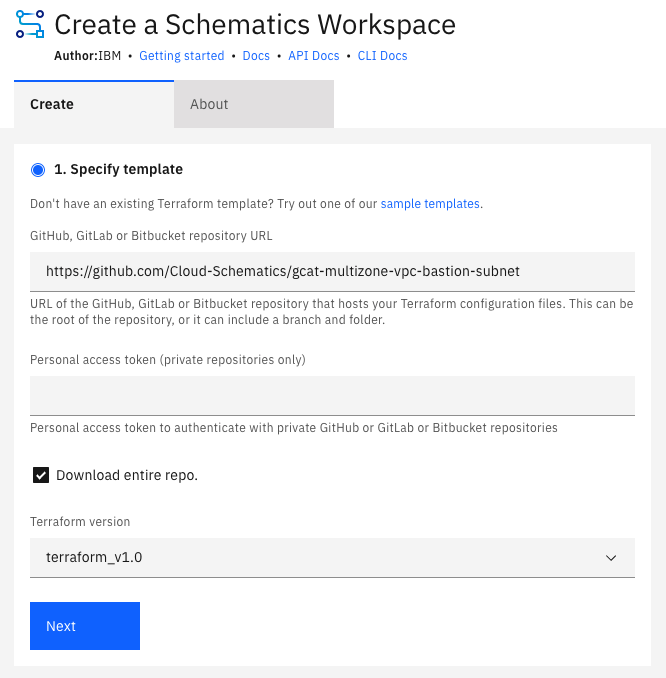 Create a Schematics Workspace
Author:IBM • Getting started • Docs • API Docs • CLI Docs
Create
About
1. Specify template
Don't have an existing Terraform template? Try out one of our sample templates.
GitHub, GitLab or Bitbucket repository URL
https://github.com/Cloud-Schematics/gcat-multizone-vpc-bastion-subnet
URL of the GitHub, GitLab or Bitbucket repository that hosts your Terraform configuration files. This can be
the root of the repository, or it can include a branch and folder.
Personal access token (private repositories only)
Personal access token to authenticate with private GitHub or GitLab or Bitbucket repositories
Download entire repo.
Terraform version
terraform_v1.0
Next